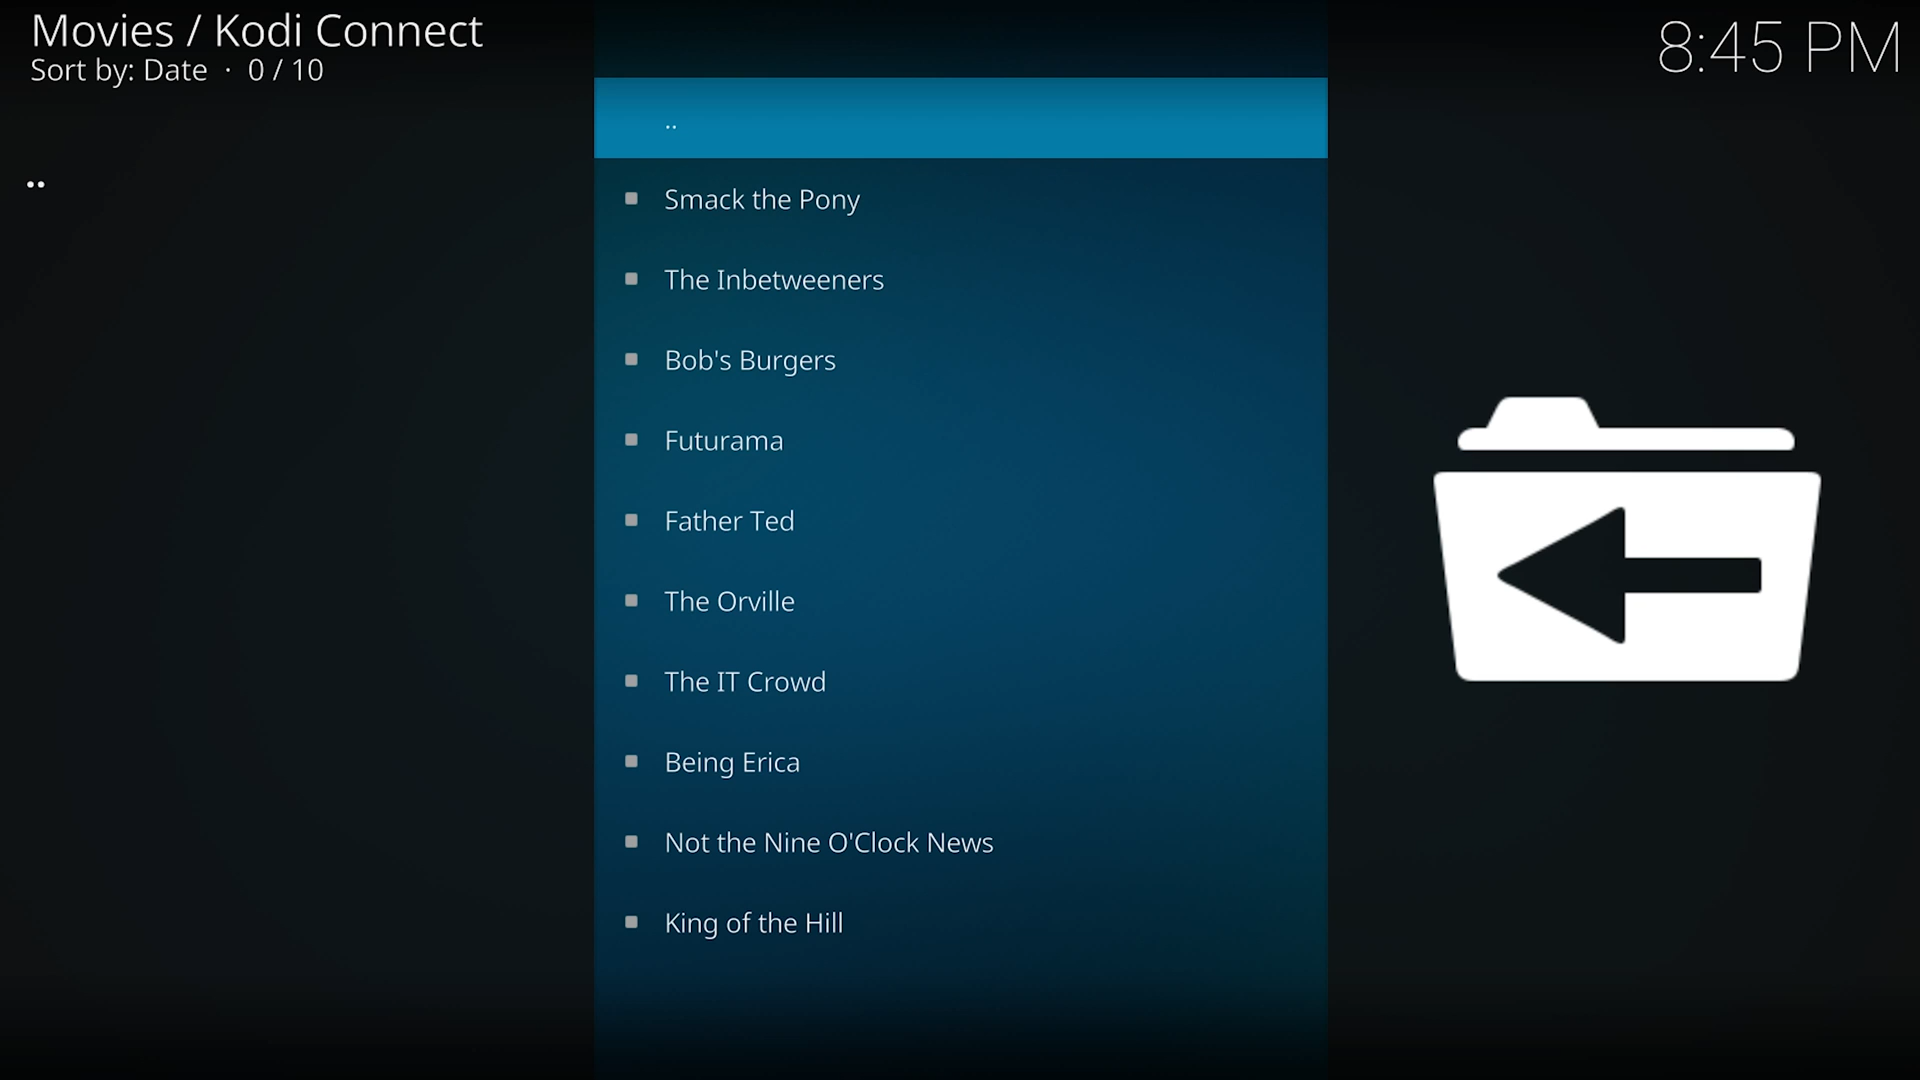 Movies / Kodi Connect
Sort by: Date · 0 / 10
8:45 PM
..
..
Smack the Pony
The Inbetweeners
Bob's Burgers
Futurama
Father Ted
The Orville
The IT Crowd
Being Erica
Not the Nine O'Clock News
King of the Hill